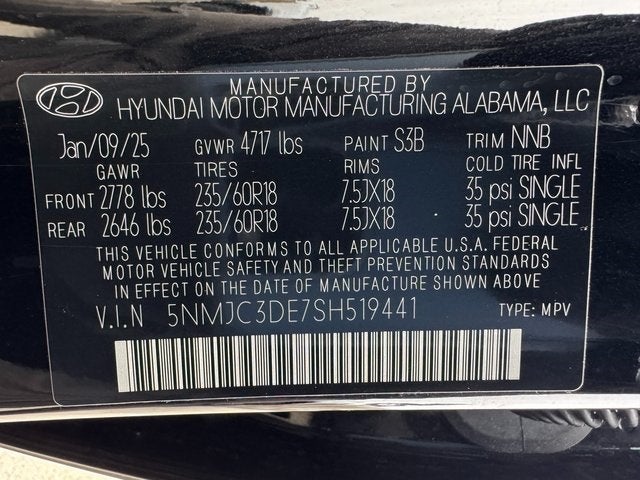 MANUFACTURED BY
HYUNDAI MOTOR MANUFACTURING ALABAMA, LLC
Jan/09/25 GVWR 4717 lbs PAINT S3B TRIM NNB
GAWR TIRES RIMS COLD TIRE INFL
FRONT 2778 lbs 235/60R18 7.5JX18 35 psi SINGLE
REAR 2646 lbs 235/60R18 7.5JX18 35 psi SINGLE
THIS VEHICLE CONFORMS TO ALL APPLICABLE U.S.A. FEDERAL
MOTOR VEHICLE SAFETY AND THEFT PREVENTION STANDARDS
IN EFFECT ON THE DATE OF MANUFACTURE SHOWN ABOVE
V.I.N 5NMJC3DE7SH519441 TYPE: MPV